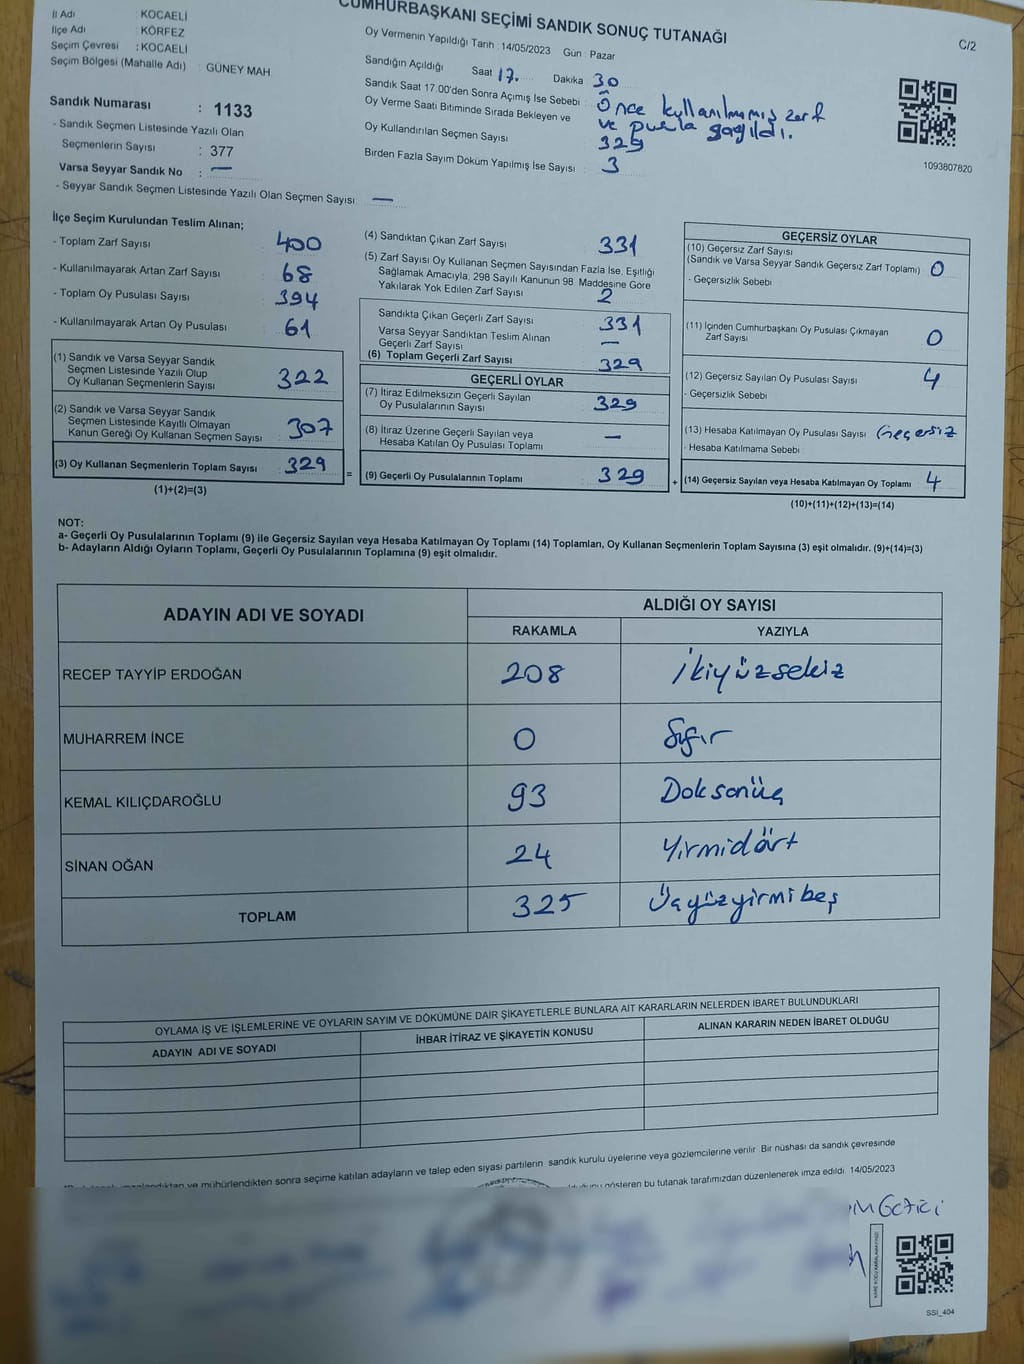 CUMHURBAŞKANI SEÇİMİ SANDIK SONUÇ TUTANAĞI
C/2
İl Adı : KOCAELİ
İlçe Adı : KÖRFEZ
Seçim Çevresi : KOCAELİ
Seçim Bölgesi (Mahalle Adı) : GÜNEY MAH
Sandık Numarası : 1133
- Sandık Seçmen Listesinde Yazılı Olan
Seçmenlerin Sayısı : 377
Varsa Seyyar Sandık No : —
- Seyyar Sandık Seçmen Listesinde Yazılı Olan Seçmen Sayısı: —
Oy Vermenin Yapıldığı Tarih : 14/05/2023 Gün : Pazar
Sandığın Açıldığı Saat 17. Dakika 30
Sandık Saat 17.00'den Sonra Açımış İse Sebebi : Önce kullanılmamış zarf
Oy Verme Saati Bitiminde Sırada Bekleyen ve ve pusula sayıldı.
Oy Kullandırılan Seçmen Sayısı 329
Birden Fazla Sayım Döküm Yapılmış İse Sayısı : 3
1093807820
İlçe Seçim Kurulundan Teslim Alınan;
- Toplam Zarf Sayısı 400
- Kullanılmayarak Artan Zarf Sayısı 68
- Toplam Oy Pusulası Sayısı 394
- Kullanılmayarak Artan Oy Pusulası 61
(1) Sandık ve Varsa Seyyar Sandık
Seçmen Listesinde Yazılı Olup
Oy Kullanan Seçmenlerin Sayısı 322
(2) Sandık ve Varsa Seyyar Sandık
Seçmen Listesinde Kayıtlı Olmayan
Kanun Gereği Oy Kullanan Seçmen Sayısı 307
(3) Oy Kullanan Seçmenlerin Toplam Sayısı 329 =
(1)+(2)=(3)
(4) Sandıktan Çıkan Zarf Sayısı 331
(5) Zarf Sayısı Oy Kullanan Seçmen Sayısından Fazla İse, Eşitliği
Sağlamak Amacıyla, 298 Sayılı Kanunun 98. Maddesine Göre
Yakılarak Yok Edilen Zarf Sayısı 2
Sandıkta Çıkan Geçerli Zarf Sayısı 331
Varsa Seyyar Sandıktan Teslim Alınan
Geçerli Zarf Sayısı —
(6) Toplam Geçerli Zarf Sayısı 329
GEÇERLİ OYLAR
(7) İtiraz Edilmeksizin Geçerli Sayılan
Oy Pusulalarının Sayısı 329
(8) İtiraz Üzerine Geçerli Sayılan veya
Hesaba Katılan Oy Pusulası Toplamı —
(9) Geçerli Oy Pusulalarının Toplamı 329 +
GEÇERSİZ OYLAR
(10) Geçersiz Zarf Sayısı
(Sandık ve Varsa Seyyar Sandık Geçersiz Zarf Toplamı) 0
- Geçersizlik Sebebi
(11) İçinden Cumhurbaşkanı Oy Pusulası Çıkmayan
Zarf Sayısı 0
(12) Geçersiz Sayılan Oy Pusulası Sayısı 4
- Geçersizlik Sebebi
(13) Hesaba Katılmayan Oy Pusulası Sayısı Geçersiz
- Hesaba Katılmama Sebebi :
(14) Geçersiz Sayılan veya Hesaba Katılmayan Oy Toplamı 4
(10)+(11)+(12)+(13)=(14)
NOT:
a- Geçerli Oy Pusulalarının Toplamı (9) ile Geçersiz Sayılan veya Hesaba Katılmayan Oy Toplamı (14) Toplamları, Oy Kullanan Seçmenlerin Toplam Sayısına (3) eşit olmalıdır. (9)+(14)=(3)
b- Adayların Aldığı Oyların Toplamı, Geçerli Oy Pusulalarının Toplamına (9) eşit olmalıdır.
ADAYIN ADI VE SOYADI ALDIĞI OY SAYISI
RAKAMLA YAZIYLA
RECEP TAYYİP ERDOĞAN 208 İkiyüzsekiz
MUHARREM İNCE 0 Sıfır
KEMAL KILIÇDAROĞLU 93 Doksanüç
SİNAN OĞAN 24 Yirmidört
TOPLAM 325 Üçyüzyirmibeş
OYLAMA İŞ VE İŞLEMLERİNE VE OYLARIN SAYIM VE DÖKÜMÜNE DAİR ŞİKAYETLERLE BUNLARA AİT KARARLARIN NELERDEN İBARET BULUNDUKLARI
ADAYIN ADI VE SOYADI İHBAR İTİRAZ VE ŞİKAYETİN KONUSU ALINAN KARARIN NEDEN İBARET OLDUĞU
ve mühürlendikten sonra seçime katılan adayların ve talep eden siyasi partilerin sandık kurulu üyelerine veya gözlemcilerine verilir. Bir nüshası da sandık çevresinde
gösteren bu tutanak tarafımızdan düzenlenerek imza edildi. 14/05/2023
SSİ_404